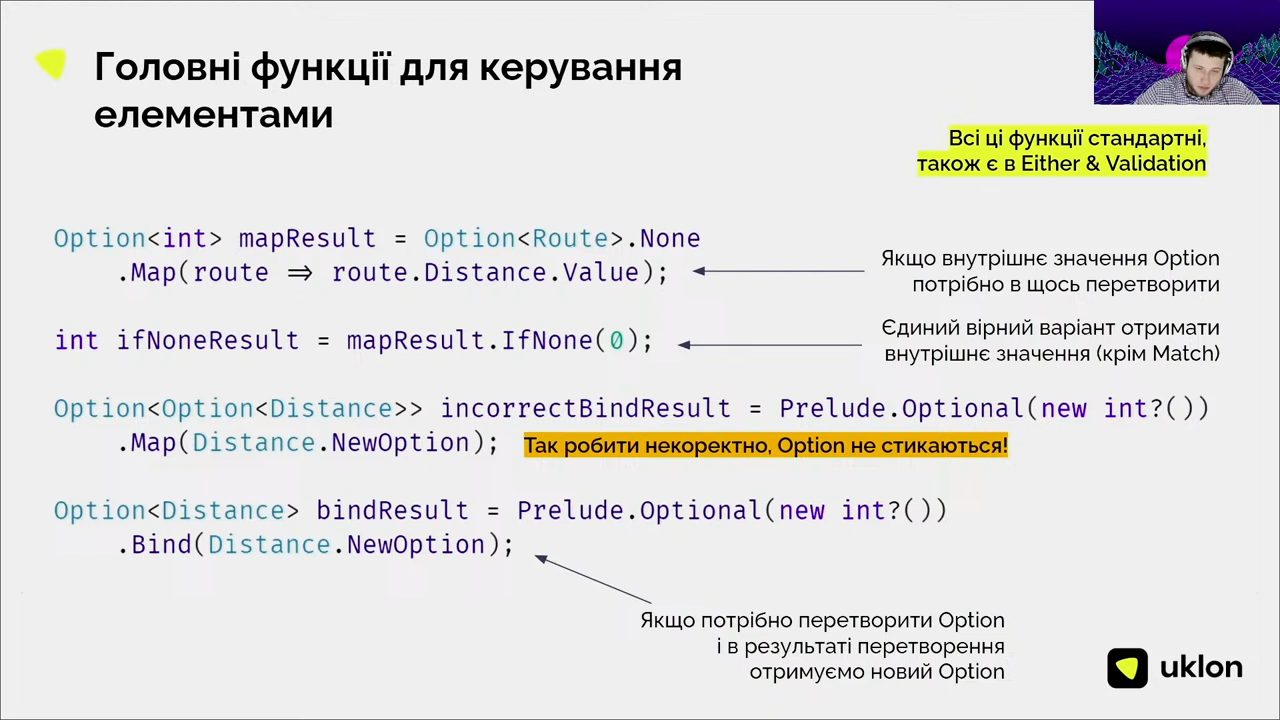 Головні функції для керування
елементами
Всі ці функції стандартні,
також є в Either & Validation
Option<int> mapResult = Option<Route>.None
.Map(route => route.Distance.Value);
Якщо внутрішнє значення Option
потрібно в щось перетворити
int ifNoneResult = mapResult.IfNone(0);
Єдиний вірний варіант отримати
внутрішнє значення (крім Match)
Option<Option<Distance>> incorrectBindResult = Prelude.Optional(new int?())
.Map(Distance.NewOption);
Так робити некоректно, Option не стикаються!
Option<Distance> bindResult = Prelude.Optional(new int?())
.Bind(Distance.NewOption);
Якщо потрібно перетворити Option
і в результаті перетворення
отримуємо новий Option
uklon